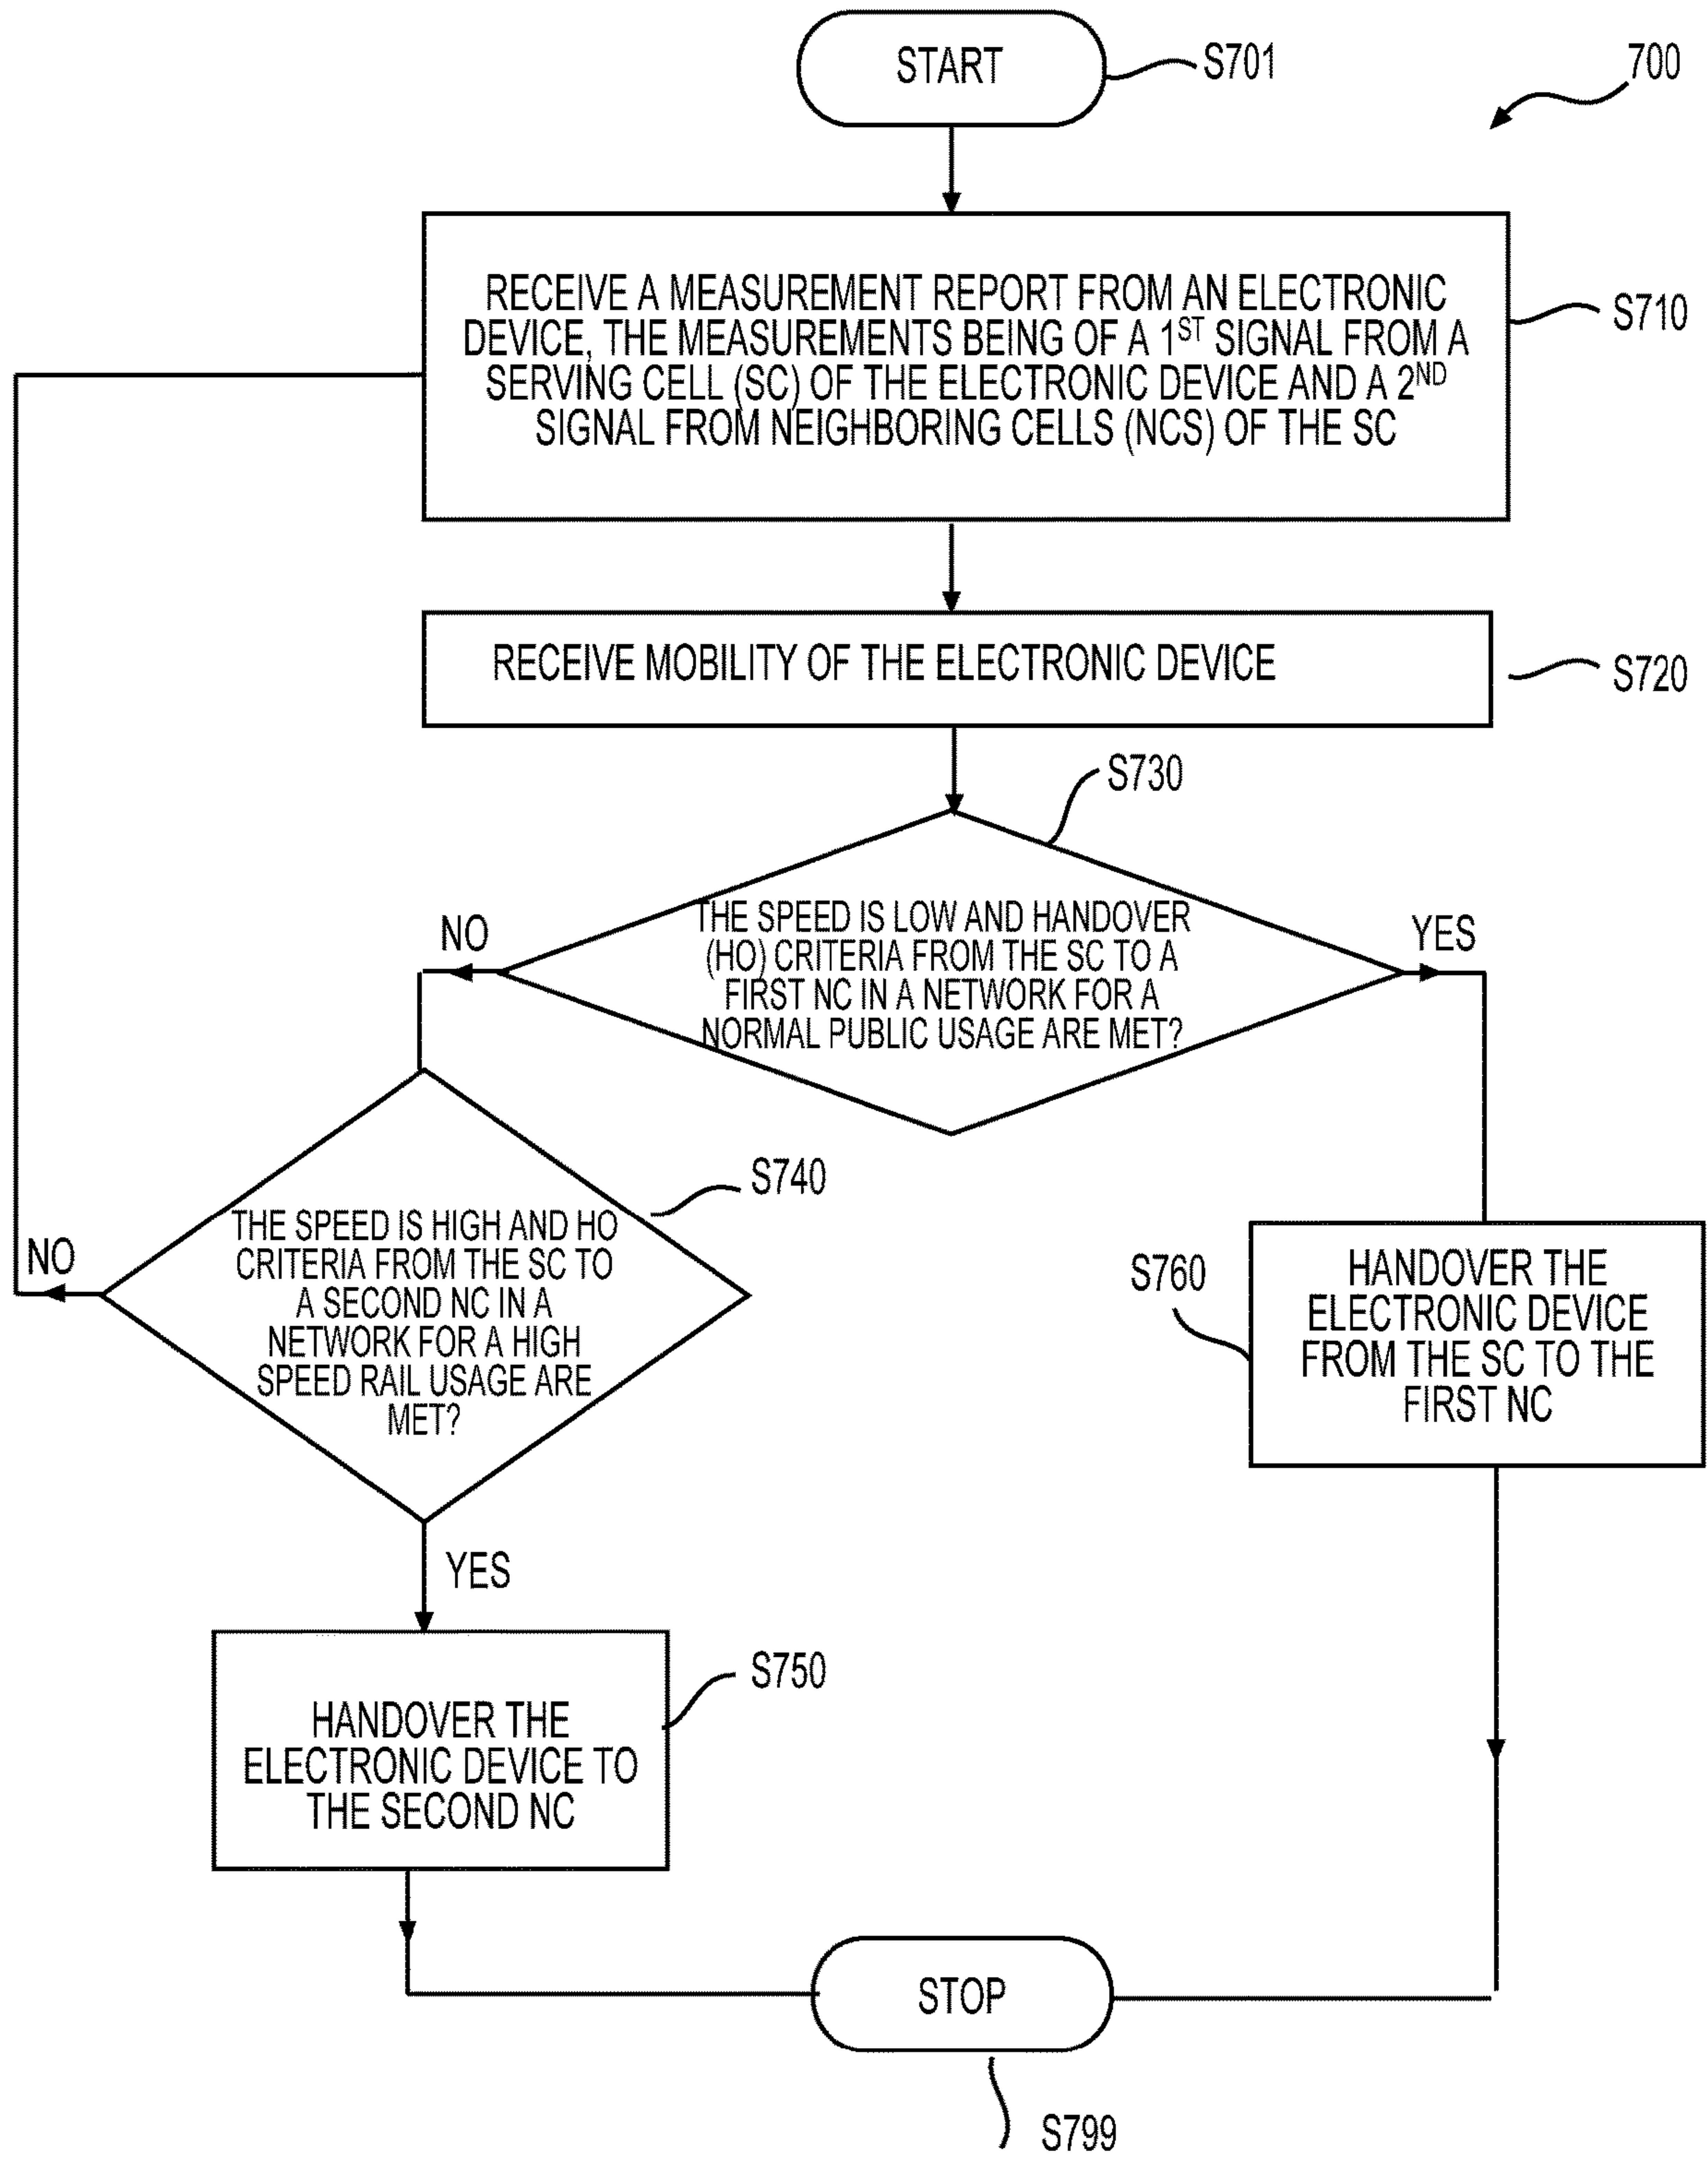 START
S701
700
RECEIVE A MEASUREMENT REPORT FROM AN ELECTRONIC
DEVICE, THE MEASUREMENTS BEING OF A 1ST SIGNAL FROM A
SERVING CELL (SC) OF THE ELECTRONIC DEVICE AND A 2ND
SIGNAL FROM NEIGHBORING CELLS (NCS) OF THE SC
S710
RECEIVE MOBILITY OF THE ELECTRONIC DEVICE
S720
S730
THE SPEED IS LOW AND HANDOVER
(HO) CRITERIA FROM THE SC TO A
FIRST NC IN A NETWORK FOR A
NORMAL PUBLIC USAGE ARE MET?
NO
YES
S740
THE SPEED IS HIGH AND HO
CRITERIA FROM THE SC TO
A SECOND NC IN A
NETWORK FOR A HIGH
SPEED RAIL USAGE ARE
MET?
NO
YES
S760
HANDOVER THE
ELECTRONIC DEVICE
FROM THE SC TO THE
FIRST NC
S750
HANDOVER THE
ELECTRONIC DEVICE TO
THE SECOND NC
STOP
S799